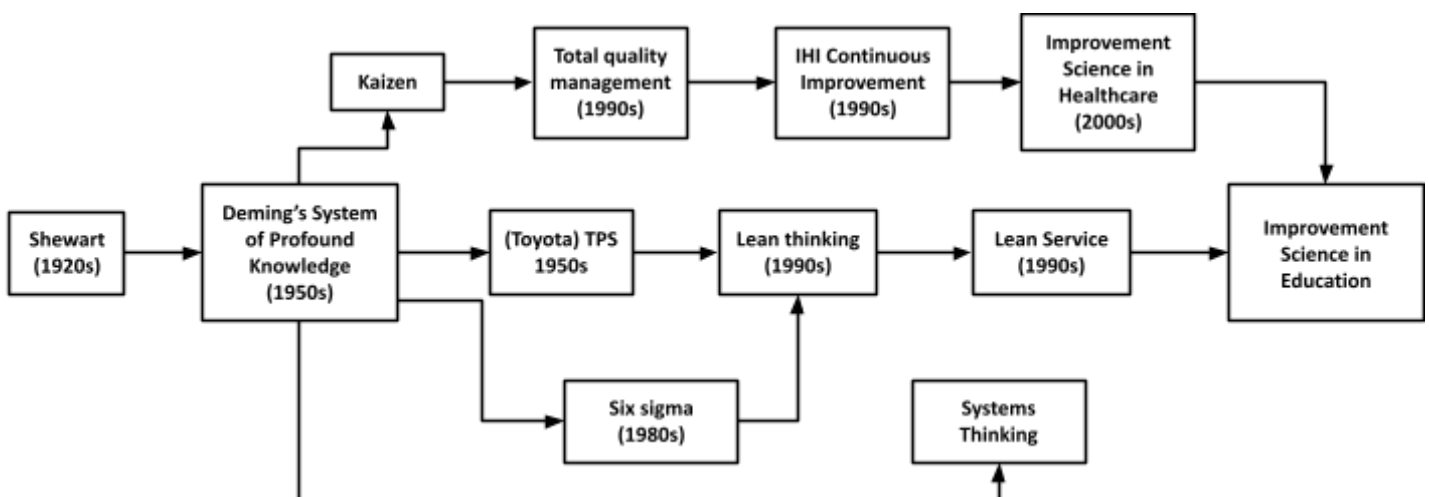 Kaizen
Total quality
management
(1990s)
IHI Continuous
Improvement
(1990s)
Improvement
Science in
Healthcare
(2000s)
Shewart
(1920s)
Deming’s System
of Profound
Knowledge
(1950s)
(Toyota) TPS
1950s
Lean thinking
(1990s)
Lean Service
(1990s)
Improvement
Science in
Education
Six sigma
(1980s)
Systems
Thinking